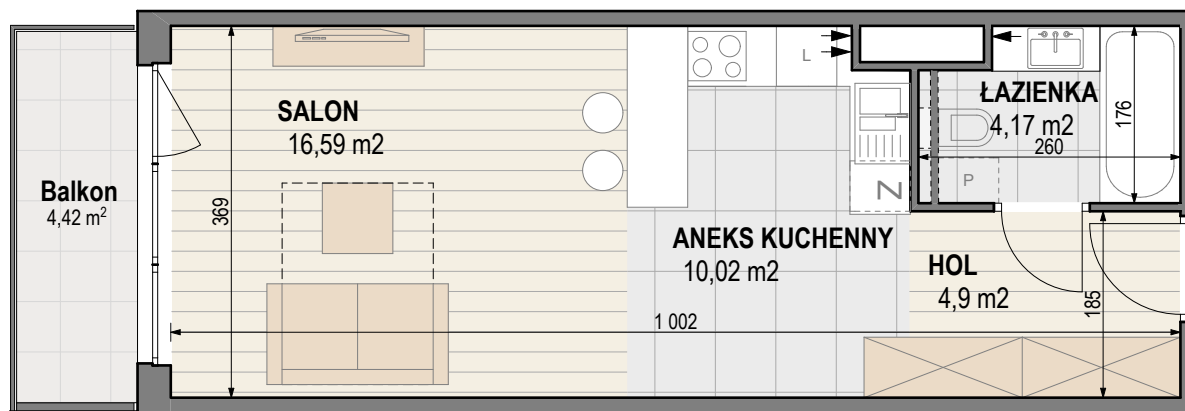 SALON
16,59 m2
Balkon
4,42 m²
369
L
ŁAZIENKA
4,17 m2
260
176
P
Z
ANEKS KUCHENNY
10,02 m2
HOL
4,9 m2
185
1 002